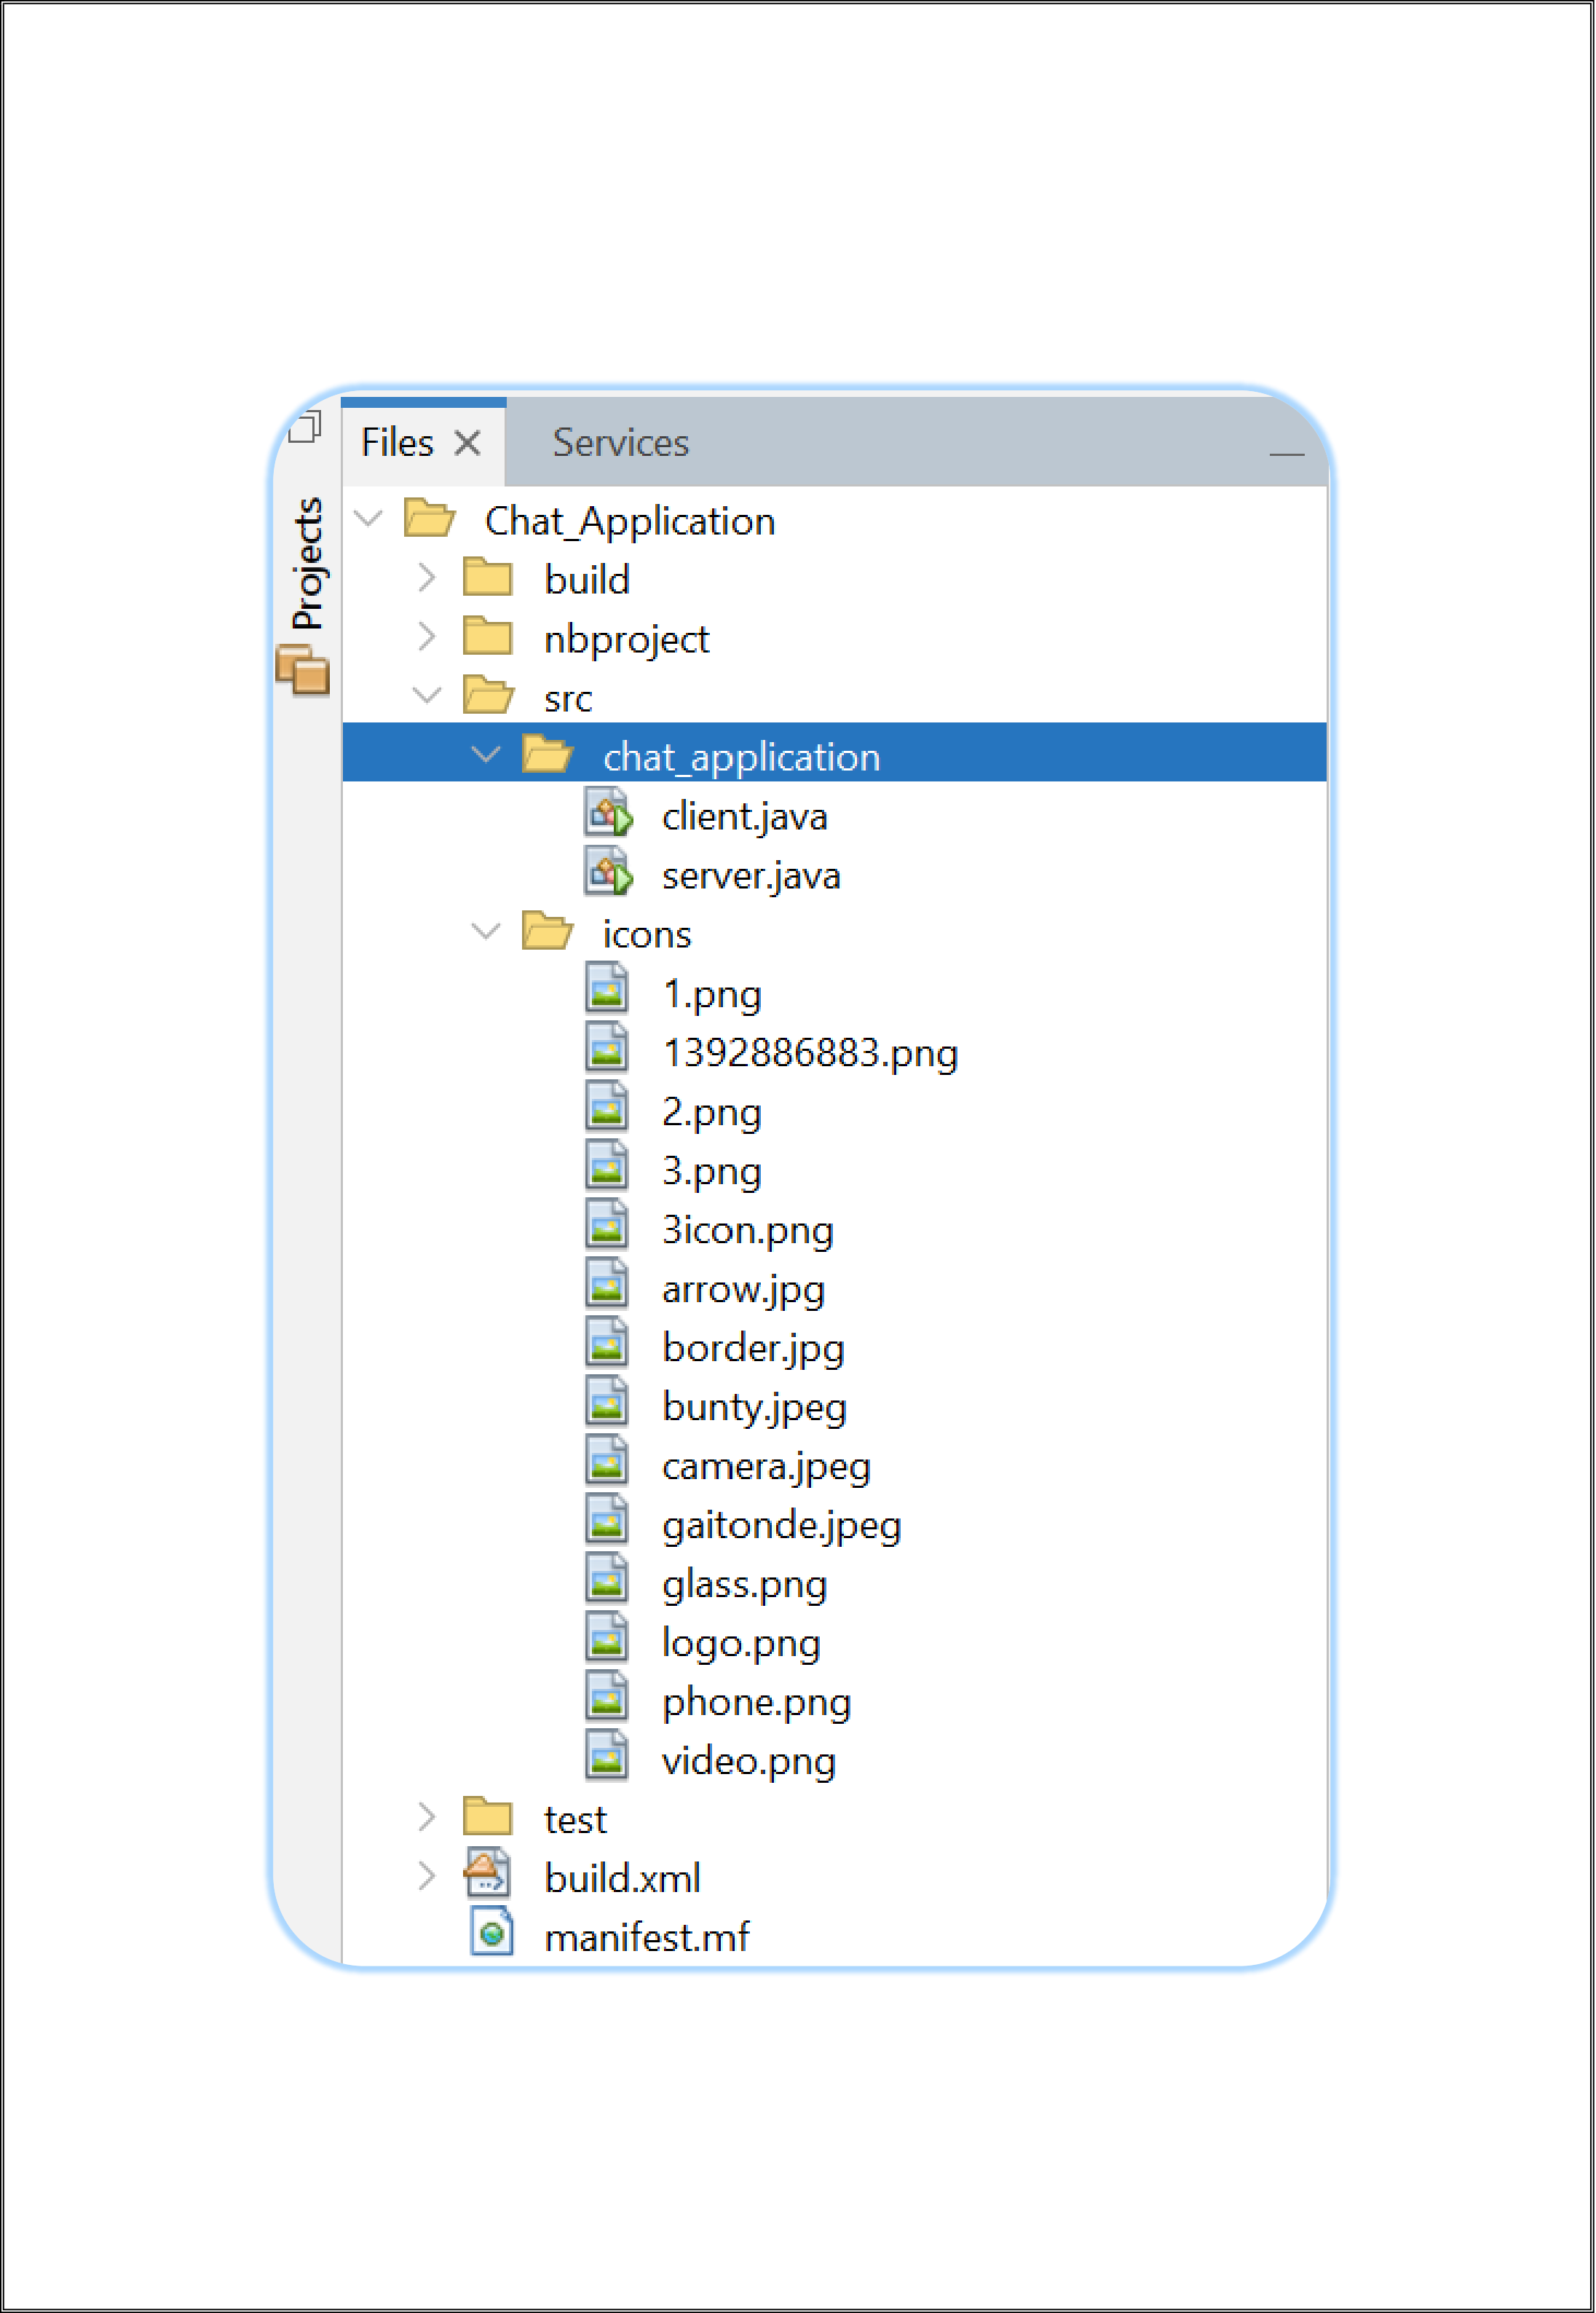 Files
Services
Projects
Chat_Application
build
nbproject
src
chat_application
client.java
server.java
icons
1.png
1392886883.png
2.png
3.png
3icon.png
arrow.jpg
border.jpg
bunty.jpeg
camera.jpeg
gaitonde.jpeg
glass.png
logo.png
phone.png
video.png
test
build.xml
manifest.mf